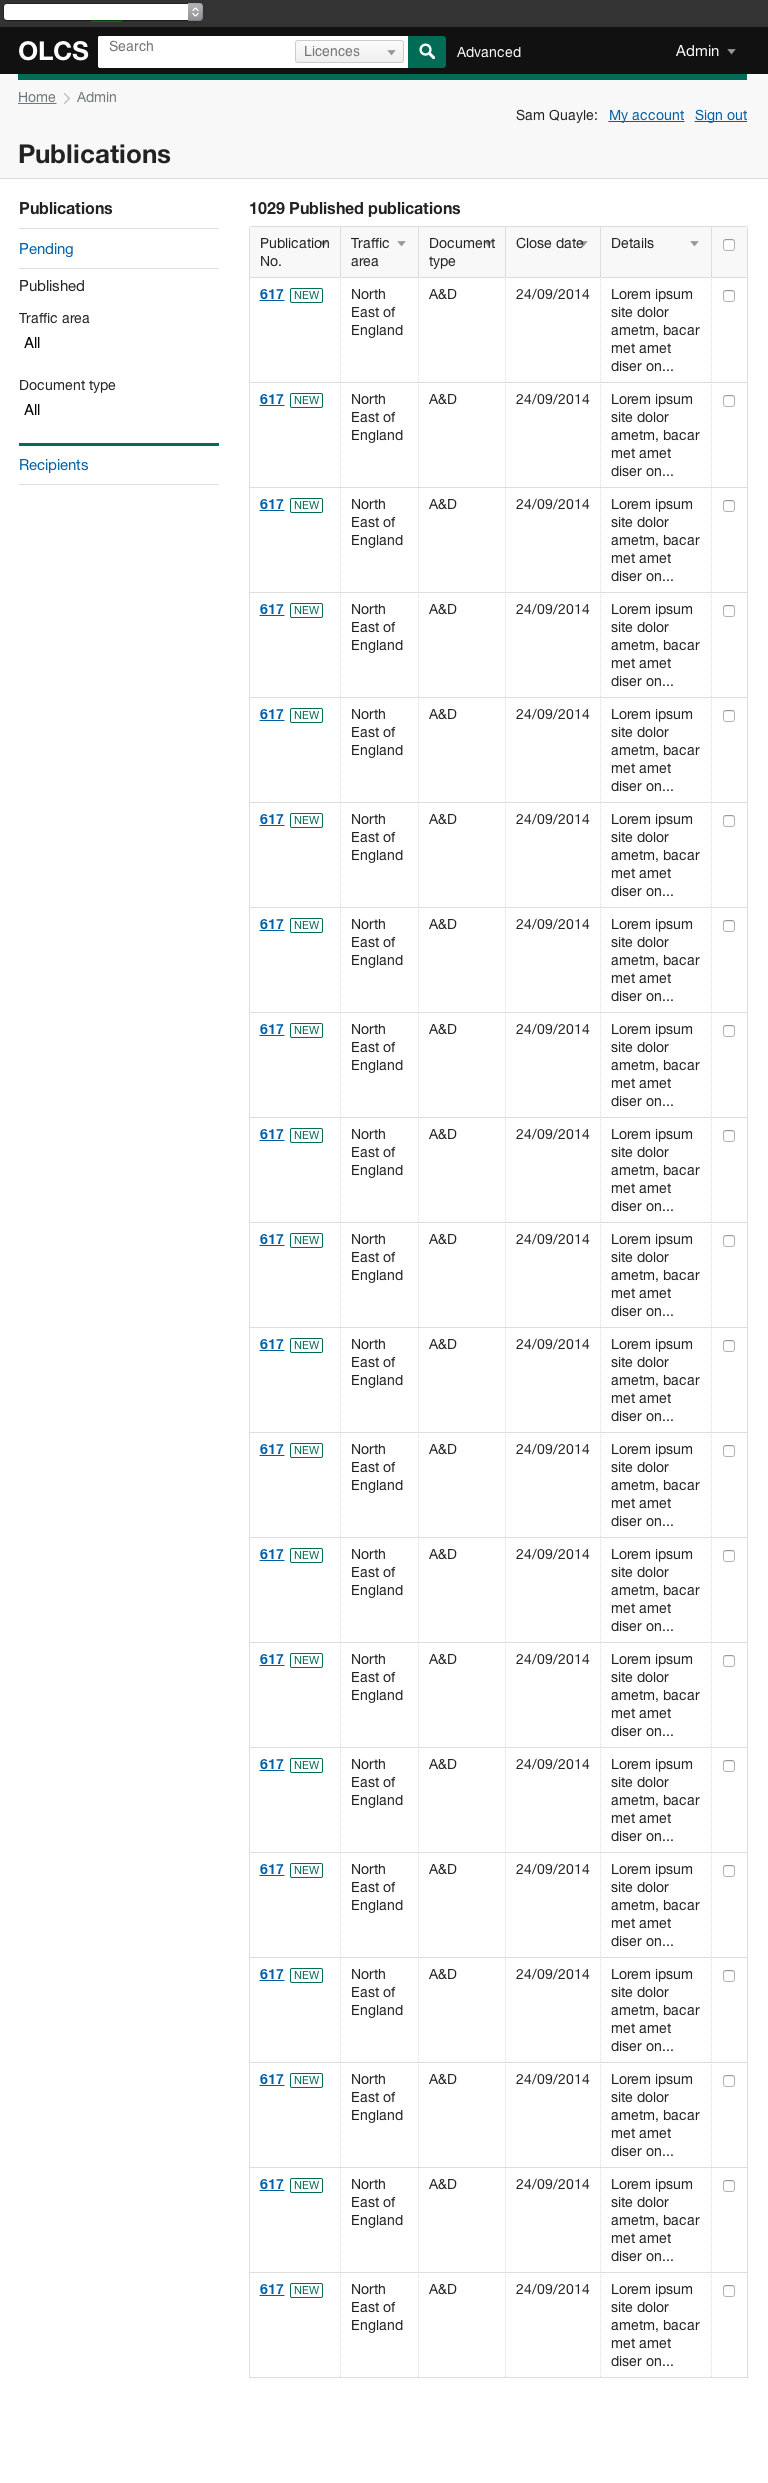 OLCS Search Licences Advanced Admin
Home Admin
Sam Quayle: My account Sign out
Publications
Publications
Pending
Published
Traffic area
All
Document type
All
Recipients
1029 Published publications
Publication Traffic Document Close date Details
No. area type
617 NEW North A&D 24/09/2014 Lorem ipsum
East of site dolor
England ametm, bacar
met amet
diser on...
617 NEW North A&D 24/09/2014 Lorem ipsum
East of site dolor
England ametm, bacar
met amet
diser on...
617 NEW North A&D 24/09/2014 Lorem ipsum
East of site dolor
England ametm, bacar
met amet
diser on...
617 NEW North A&D 24/09/2014 Lorem ipsum
East of site dolor
England ametm, bacar
met amet
diser on...
617 NEW North A&D 24/09/2014 Lorem ipsum
East of site dolor
England ametm, bacar
met amet
diser on...
617 NEW North A&D 24/09/2014 Lorem ipsum
East of site dolor
England ametm, bacar
met amet
diser on...
617 NEW North A&D 24/09/2014 Lorem ipsum
East of site dolor
England ametm, bacar
met amet
diser on...
617 NEW North A&D 24/09/2014 Lorem ipsum
East of site dolor
England ametm, bacar
met amet
diser on...
617 NEW North A&D 24/09/2014 Lorem ipsum
East of site dolor
England ametm, bacar
met amet
diser on...
617 NEW North A&D 24/09/2014 Lorem ipsum
East of site dolor
England ametm, bacar
met amet
diser on...
617 NEW North A&D 24/09/2014 Lorem ipsum
East of site dolor
England ametm, bacar
met amet
diser on...
617 NEW North A&D 24/09/2014 Lorem ipsum
East of site dolor
England ametm, bacar
met amet
diser on...
617 NEW North A&D 24/09/2014 Lorem ipsum
East of site dolor
England ametm, bacar
met amet
diser on...
617 NEW North A&D 24/09/2014 Lorem ipsum
East of site dolor
England ametm, bacar
met amet
diser on...
617 NEW North A&D 24/09/2014 Lorem ipsum
East of site dolor
England ametm, bacar
met amet
diser on...
617 NEW North A&D 24/09/2014 Lorem ipsum
East of site dolor
England ametm, bacar
met amet
diser on...
617 NEW North A&D 24/09/2014 Lorem ipsum
East of site dolor
England ametm, bacar
met amet
diser on...
617 NEW North A&D 24/09/2014 Lorem ipsum
East of site dolor
England ametm, bacar
met amet
diser on...
617 NEW North A&D 24/09/2014 Lorem ipsum
East of site dolor
England ametm, bacar
met amet
diser on...
617 NEW North A&D 24/09/2014 Lorem ipsum
East of site dolor
England ametm, bacar
met amet
diser on...